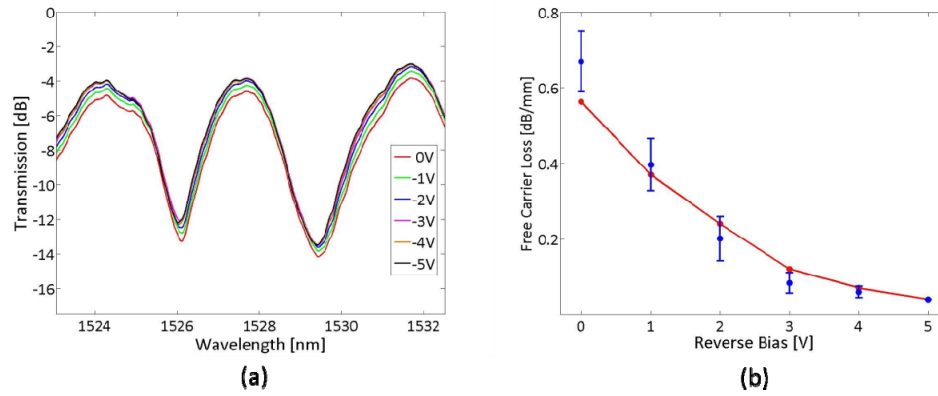 0
-2
-4
-6
-8
-10
-12
-14
-16
Transmission [dB]
0V
-1V
-2V
-3V
-4V
-5V
1524 1526 1528 1530 1532
Wavelength [nm]
(a)
0.8
0.6
0.4
0.2
Free Carrier Loss [dB/mm]
0 1 2 3 4 5
Reverse Bias [V]
(b)